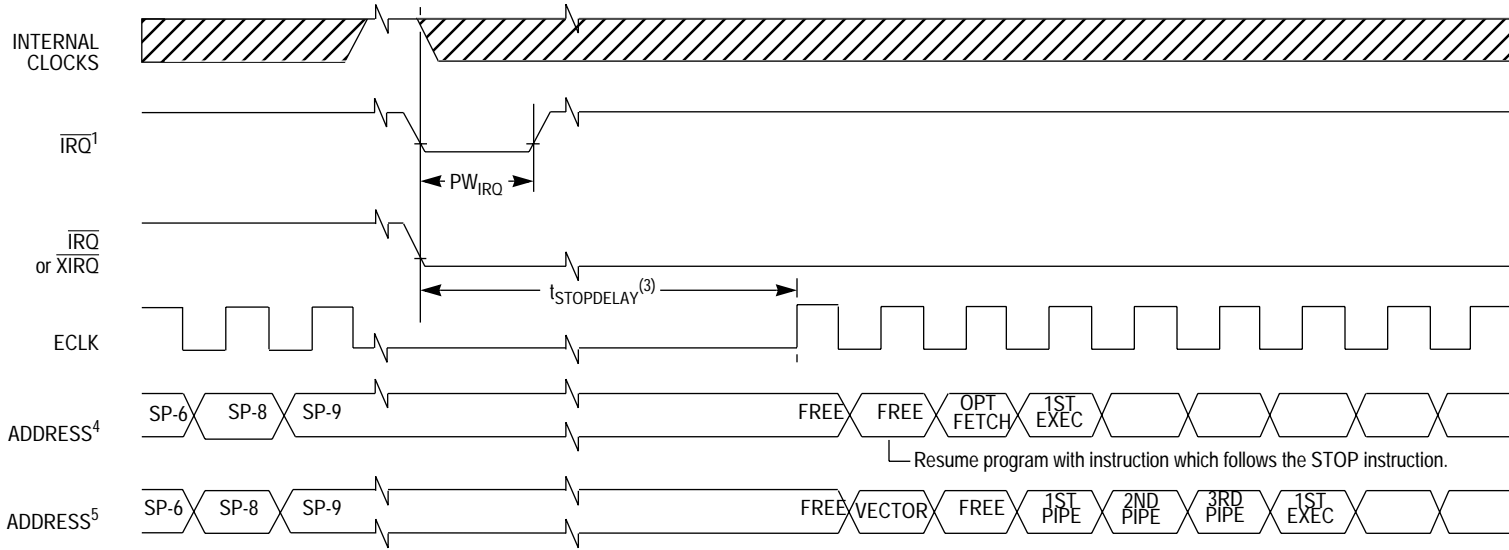 INTERNAL
CLOCKS
IRQ1
PWIRQ
IRQ
or XIRQ
tSTOPDELAY(3)
ECLK
ADDRESS4
SP-6 SP-8 SP-9 FREE FREE OPT FETCH 1ST EXEC
Resume program with instruction which follows the STOP instruction.
ADDRESS5
SP-6 SP-8 SP-9 FREE VECTOR FREE 1ST PIPE 2ND PIPE 3RD PIPE 1ST EXEC